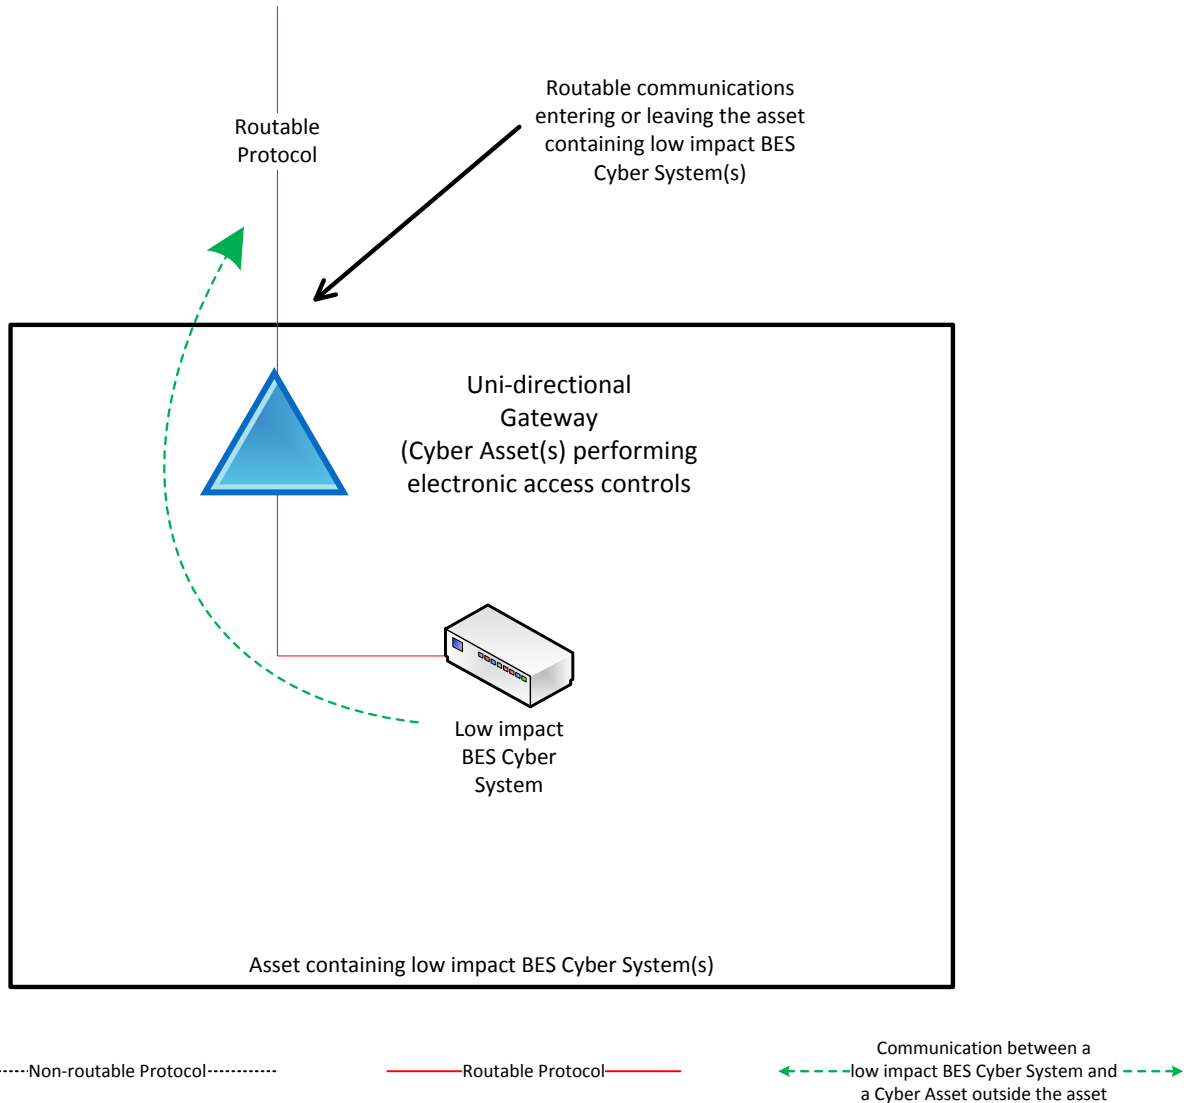 Routable communications
entering or leaving the asset
containing low impact BES
Cyber System(s)
Routable
Protocol
Uni-directional
Gateway
(Cyber Asset(s) performing
electronic access controls
Low impact
BES Cyber
System
Asset containing low impact BES Cyber System(s)
Non-routable Protocol
Routable Protocol
Communication between a
low impact BES Cyber System and
a Cyber Asset outside the asset